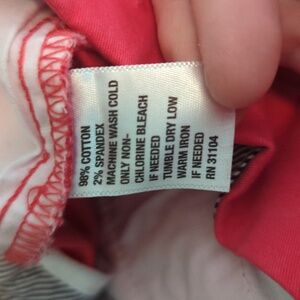 98% COTTON
2% SPANDEX
MACHINE WASH COLD
ONLY NON-
CHLORINE BLEACH
IF NEEDED
TUMBLE DRY LOW
WARM IRON
IF NEEDED
RN 31104